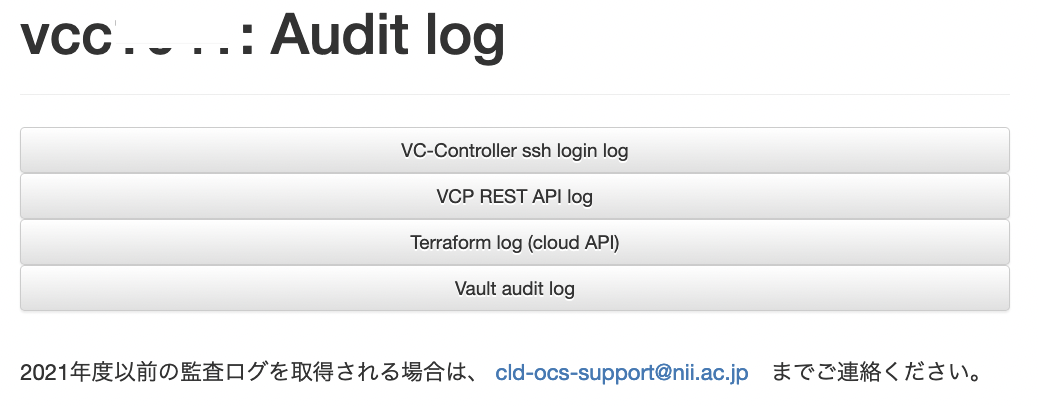 : Audit log
VC-Controller ssh login log
VCP REST API log
Terraform log (cloud API)
Vault audit log
2021年度以前の監査ログを取得される場合は、 cld-ocs-support@nii.ac.jp までご連絡ください。